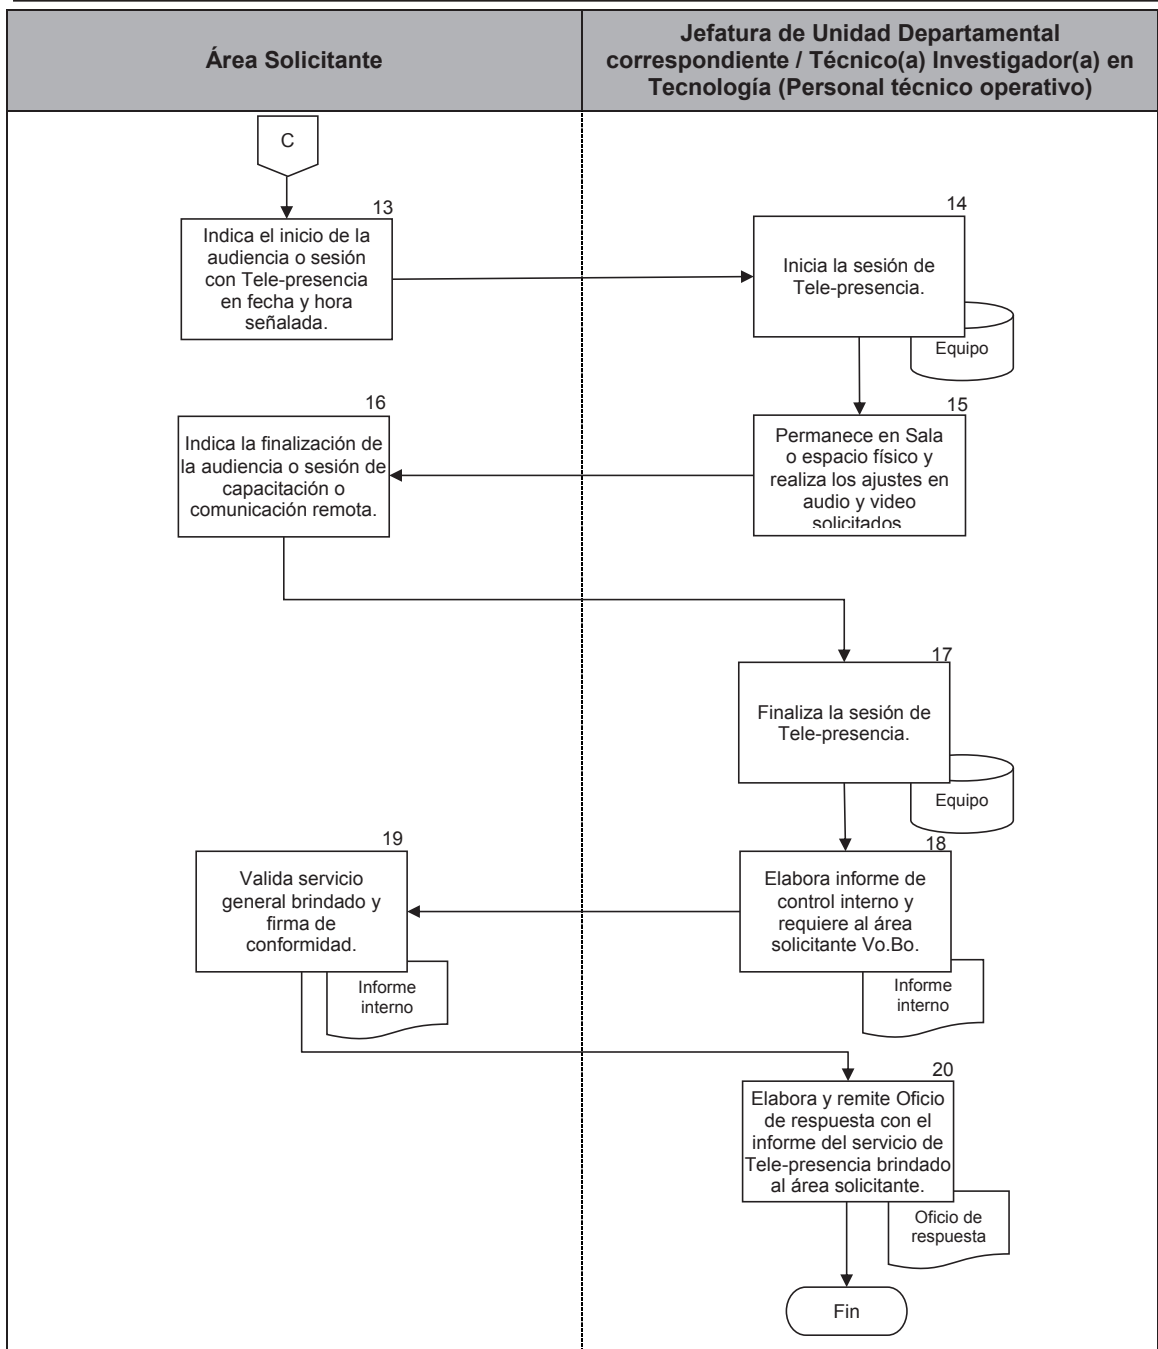 Área Solicitante
Jefatura de Unidad Departamental
correspondiente / Técnico(a) Investigador(a) en
Tecnología (Personal técnico operativo)
C
13
Indica el inicio de la
audiencia o sesión
con Tele-presencia
en fecha y hora
señalada.
14
Inicia la sesión de
Tele-presencia.
Equipo
15
Permanece en Sala
o espacio físico y
realiza los ajustes en
audio y video
solicitados
16
Indica la finalización de
la audiencia o sesión de
capacitación o
comunicación remota.
17
Finaliza la sesión de
Tele-presencia.
Equipo
18
Elabora informe de
control interno y
requiere al área
solicitante Vo.Bo.
Informe
interno
19
Valida servicio
general brindado y
firma de
conformidad.
Informe
interno
20
Elabora y remite Oficio
de respuesta con el
informe del servicio de
Tele-presencia brindado
al área solicitante.
Oficio de
respuesta
Fin